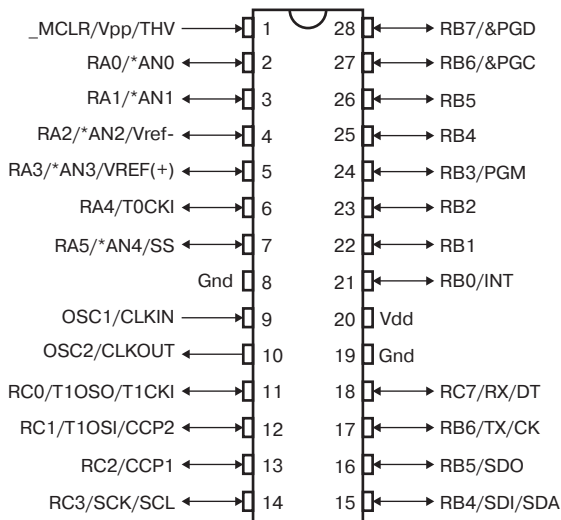 _MCLR/Vpp/THV 1 28 RB7/&PGD
RA0/*AN0 2 27 RB6/&PGC
RA1/*AN1 3 26 RB5
RA2/*AN2/Vref- 4 25 RB4
RA3/*AN3/VREF(+) 5 24 RB3/PGM
RA4/T0CKI 6 23 RB2
RA5/*AN4/SS 7 22 RB1
Gnd 8 21 RB0/INT
OSC1/CLKIN 9 20 Vdd
OSC2/CLKOUT 10 19 Gnd
RC0/T1OSO/T1CKI 11 18 RC7/RX/DT
RC1/T1OSI/CCP2 12 17 RB6/TX/CK
RC2/CCP1 13 16 RB5/SDO
RC3/SCK/SCL 14 15 RB4/SDI/SDA